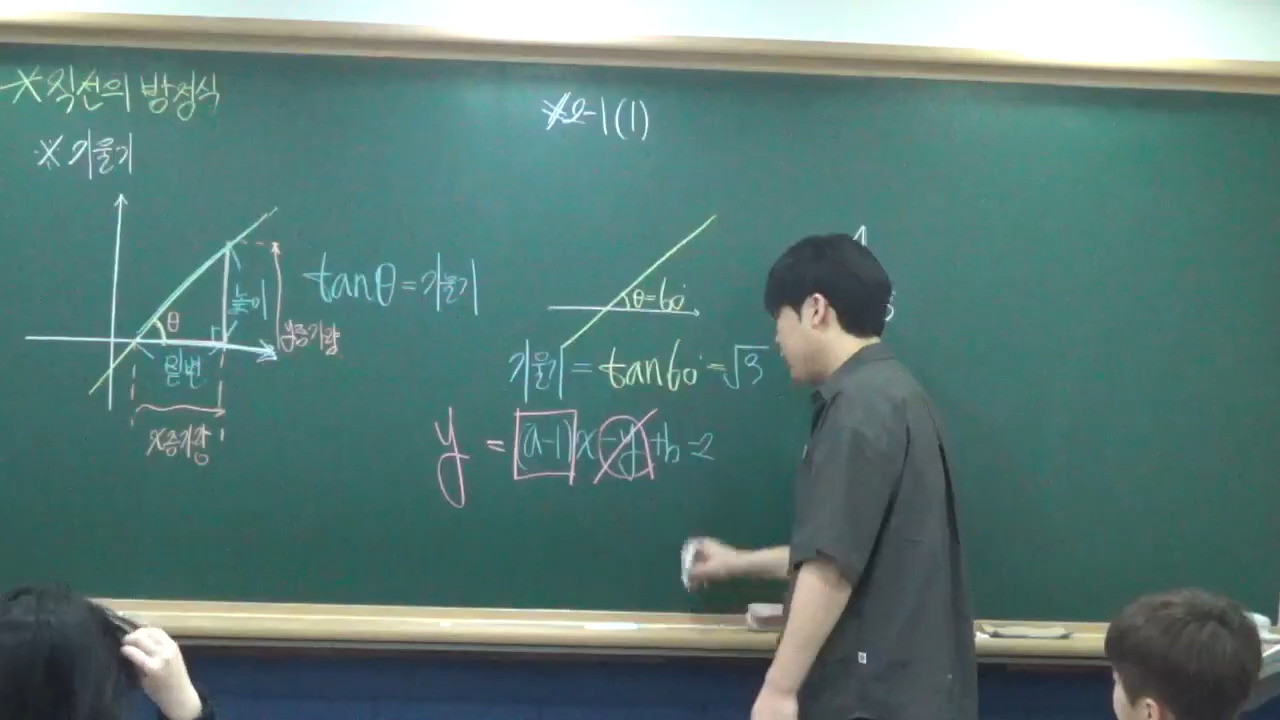 ※직선의 방정식
※ 기울기
θ
높이
밑변
y증가량
x증가량
tanθ=기울기
※2-1(1)
θ=60°
기울기 = tan60°=√3
y = (a-1)x-y+b-2